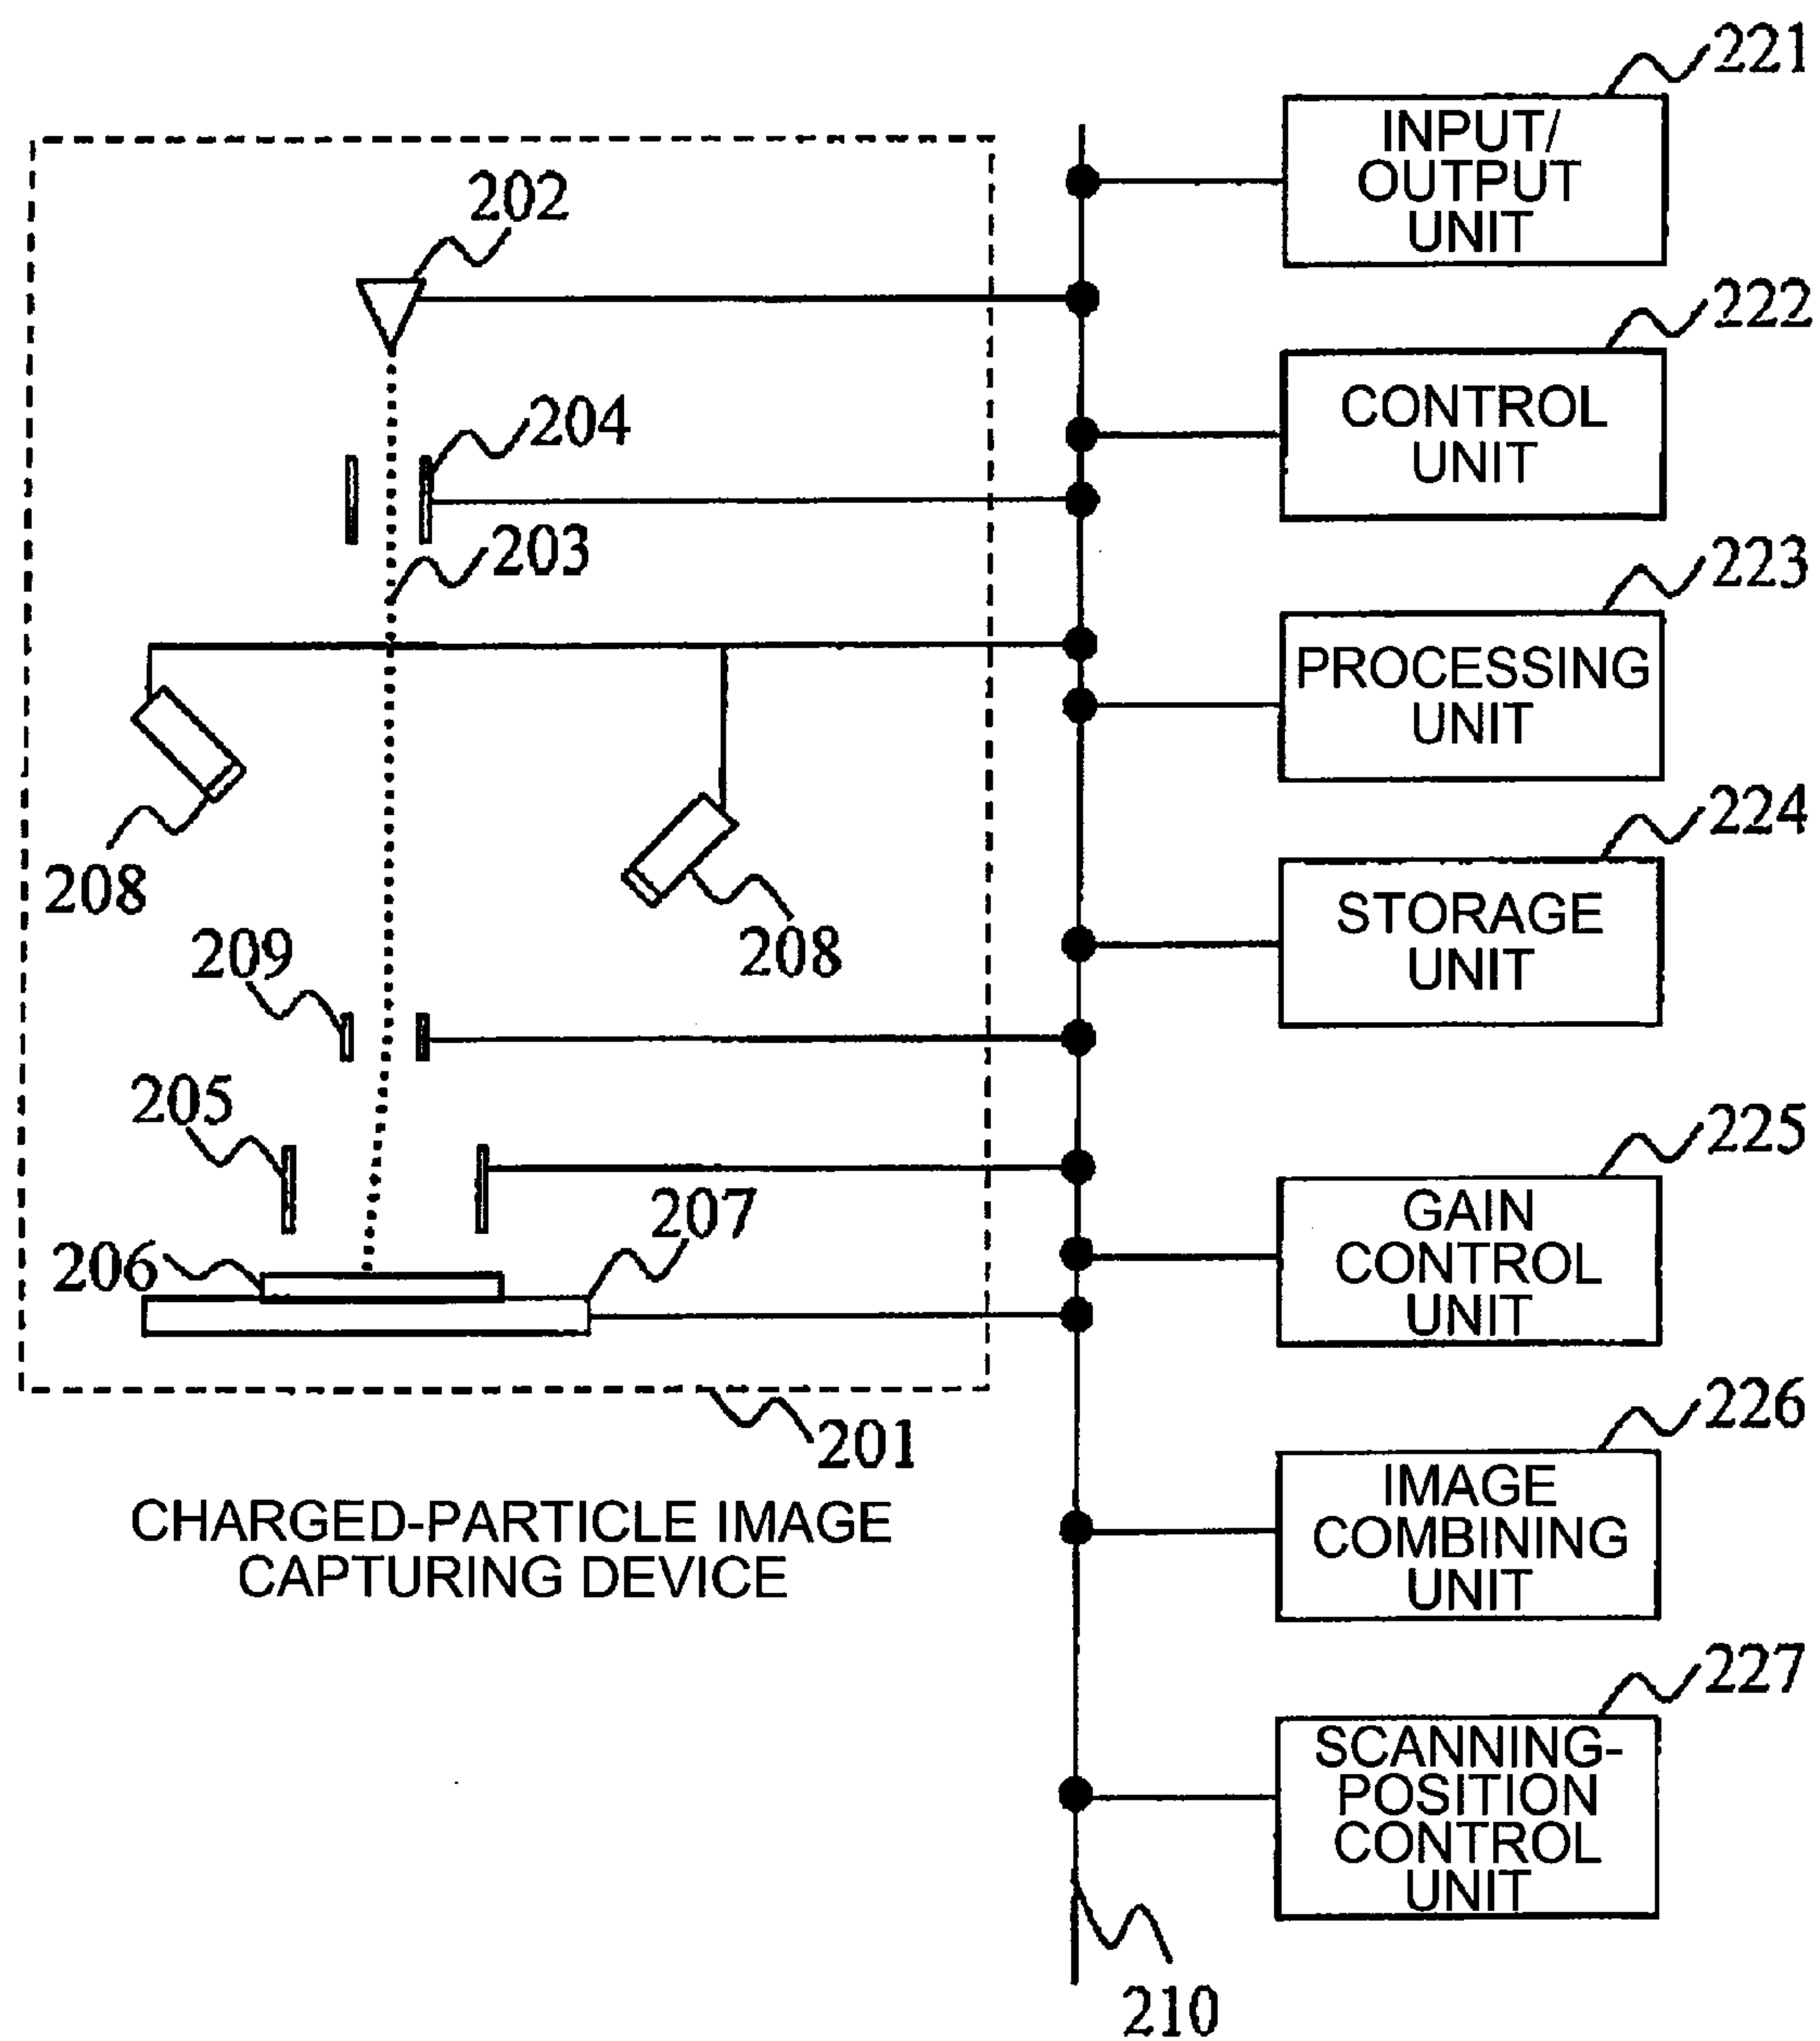 221
INPUT/
OUTPUT
UNIT
202
222
CONTROL
UNIT
204
203
223
PROCESSING
UNIT
208
208
224
STORAGE
UNIT
209
205
207
206
225
GAIN
CONTROL
UNIT
201
CHARGED-PARTICLE IMAGE
CAPTURING DEVICE
226
IMAGE
COMBINING
UNIT
227
SCANNING-
POSITION
CONTROL
UNIT
210